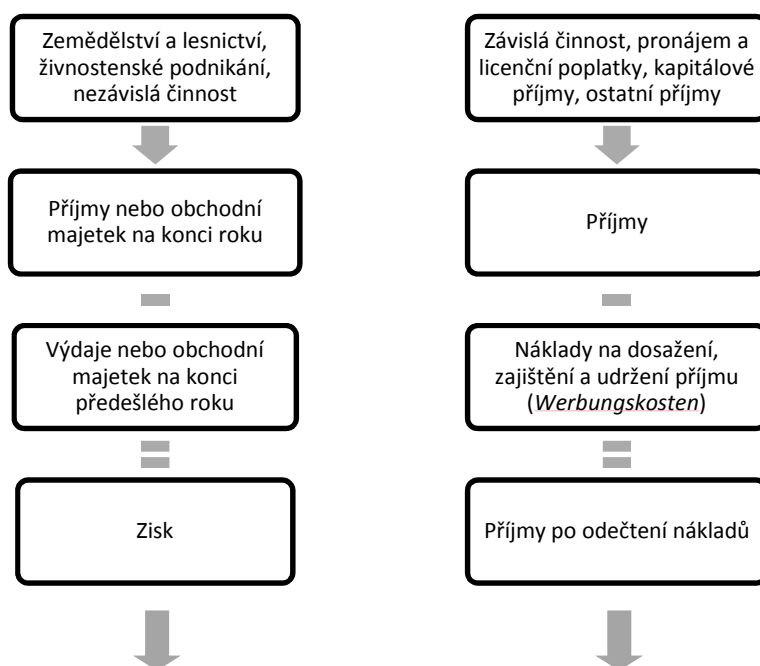 Zemědělství a lesnictví,
živnostenské podnikání,
nezávislá činnost
Příjmy nebo obchodní
majetek na konci roku
Výdaje nebo obchodní
majetek na konci
předešlého roku
Zisk
Závislá činnost, pronájem a
licenční poplatky, kapitálové
příjmy, ostatní příjmy
Příjmy
Náklady na dosažení,
zajištění a udržení příjmu
(Werbungskosten)
Příjmy po odečtení nákladů